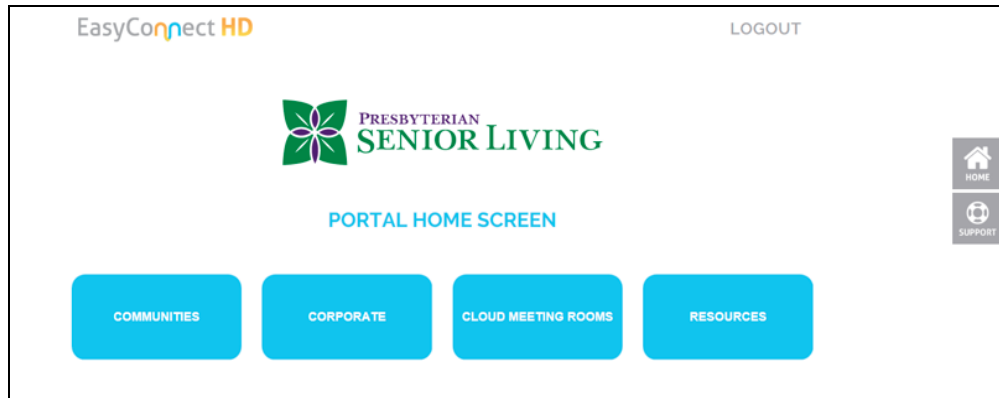 EasyConnect HD
LOGOUT
PRESBYTERIAN
SENIOR LIVING
HOME
SUPPORT
PORTAL HOME SCREEN
COMMUNITIES
CORPORATE
CLOUD MEETING ROOMS
RESOURCES